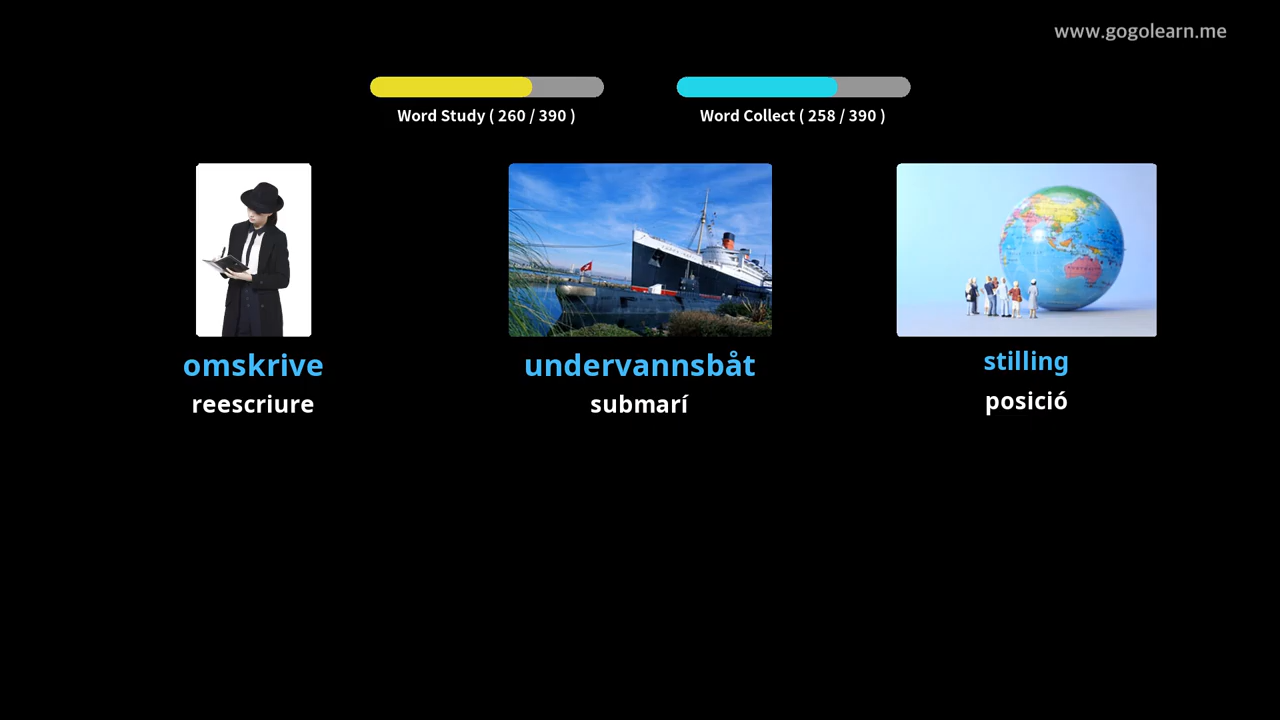 www.gogolearn.me
Word Study ( 260 / 390 )
Word Collect ( 258 / 390 )
omskrive
reescriure
undervannsbåt
submarí
stilling
posició